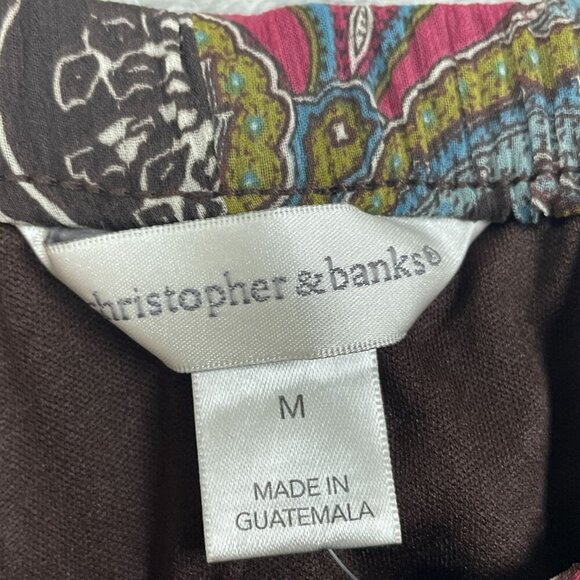 christopher & banks®
M
MADE IN
GUATEMALA